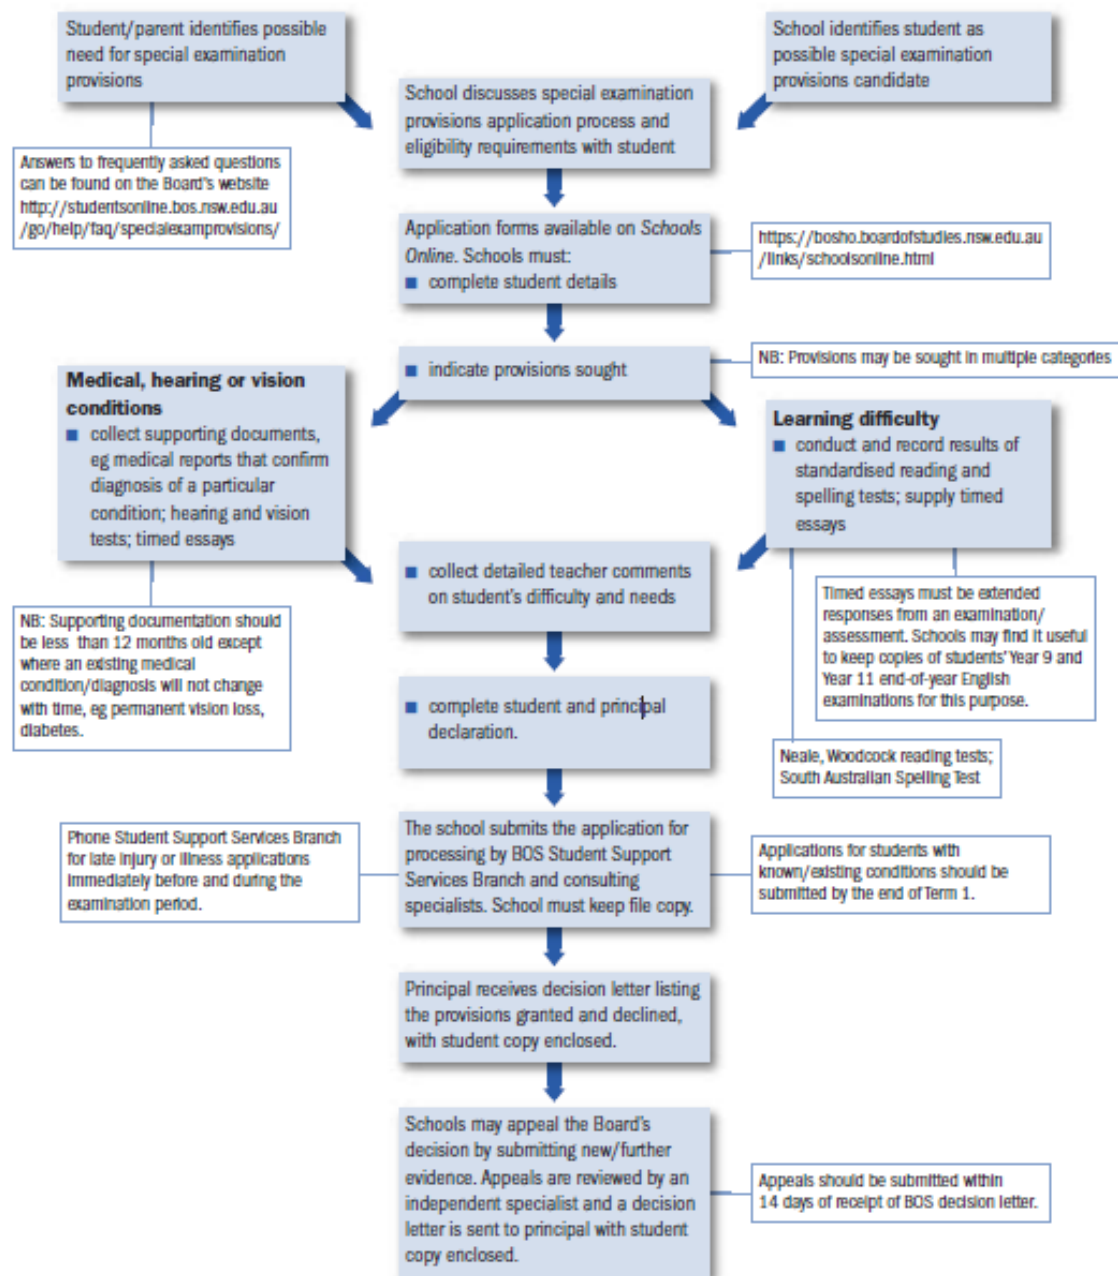 Student/parent identifies possible
need for special examination
provisions
School identifies student as
possible special examination
provisions candidate
School discusses special examination
provisions application process and
eligibility requirements with student
Answers to frequently asked questions
can be found on the Board's website
http://studentsonline.bos.nsw.edu.au
/go/help/faq/specialexamprovisions/
Application forms available on Schools
Online. Schools must:
■ complete student details
https://bosho.boardofstudies.nsw.edu.au
/links/schoolsonline.html
■ indicate provisions sought
NB: Provisions may be sought in multiple categories
Medical, hearing or vision
conditions
■ collect supporting documents,
eg medical reports that confirm
diagnosis of a particular
condition; hearing and vision
tests; timed essays
Learning difficulty
■ conduct and record results of
standardised reading and
spelling tests; supply timed
essays
■ collect detailed teacher comments
on student's difficulty and needs
NB: Supporting documentation should
be less than 12 months old except
where an existing medical
condition/diagnosis will not change
with time, eg permanent vision loss,
diabetes.
Timed essays must be extended
responses from an examination/
assessment. Schools may find it useful
to keep copies of students' Year 9 and
Year 11 end-of-year English
examinations for this purpose.
■ complete student and principal
declaration.
Neale, Woodcock reading tests;
South Australian Spelling Test
Phone Student Support Services Branch
for late injury or illness applications
immediately before and during the
examination period.
The school submits the application for
processing by BOS Student Support
Services Branch and consulting
specialists. School must keep file copy.
Applications for students with
known/existing conditions should be
submitted by the end of Term 1.
Principal receives decision letter listing
the provisions granted and declined,
with student copy enclosed.
Schools may appeal the Board's
decision by submitting new/further
evidence. Appeals are reviewed by an
independent specialist and a decision
letter is sent to principal with student
copy enclosed.
Appeals should be submitted within
14 days of receipt of BOS decision letter.